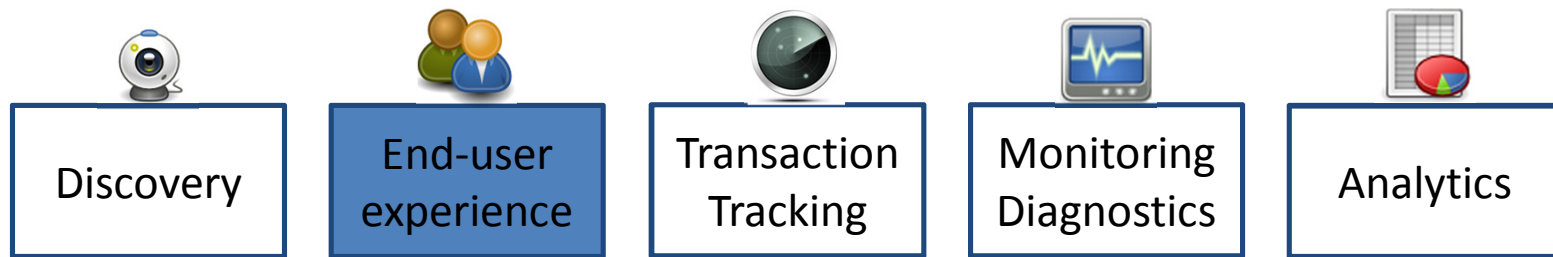 Discovery
End-user
experience
Transaction
Tracking
Monitoring
Diagnostics
Analytics